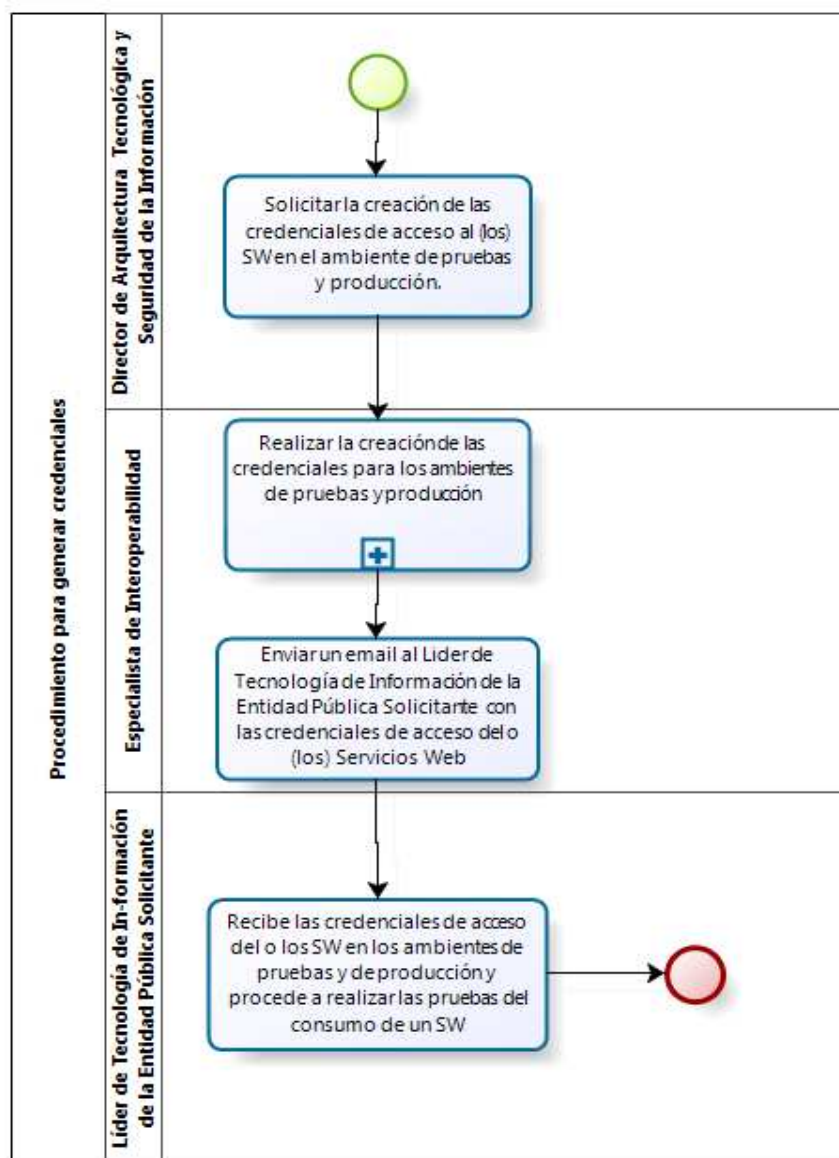 Procedimiento para generar credenciales
Director de Arquitectura Tecnológica y
Seguridad de la Información
Solicitar la creación de las
credenciales de acceso al (los)
SW en el ambiente de pruebas
y producción.
Especialista de Interoperabilidad
Realizar la creación de las
credenciales para los ambientes
de pruebas y producción
Enviar un email al Lider de
Tecnología de Información de la
Entidad Pública Solicitante con
las credenciales de acceso del o
(los) Servicios Web
Líder de Tecnología de In-formación
de la Entidad Pública Solicitante
Recibe las credenciales de acceso
del o los SW en los ambientes de
pruebas y de producción y
procede a realizar las pruebas del
consumo de un SW